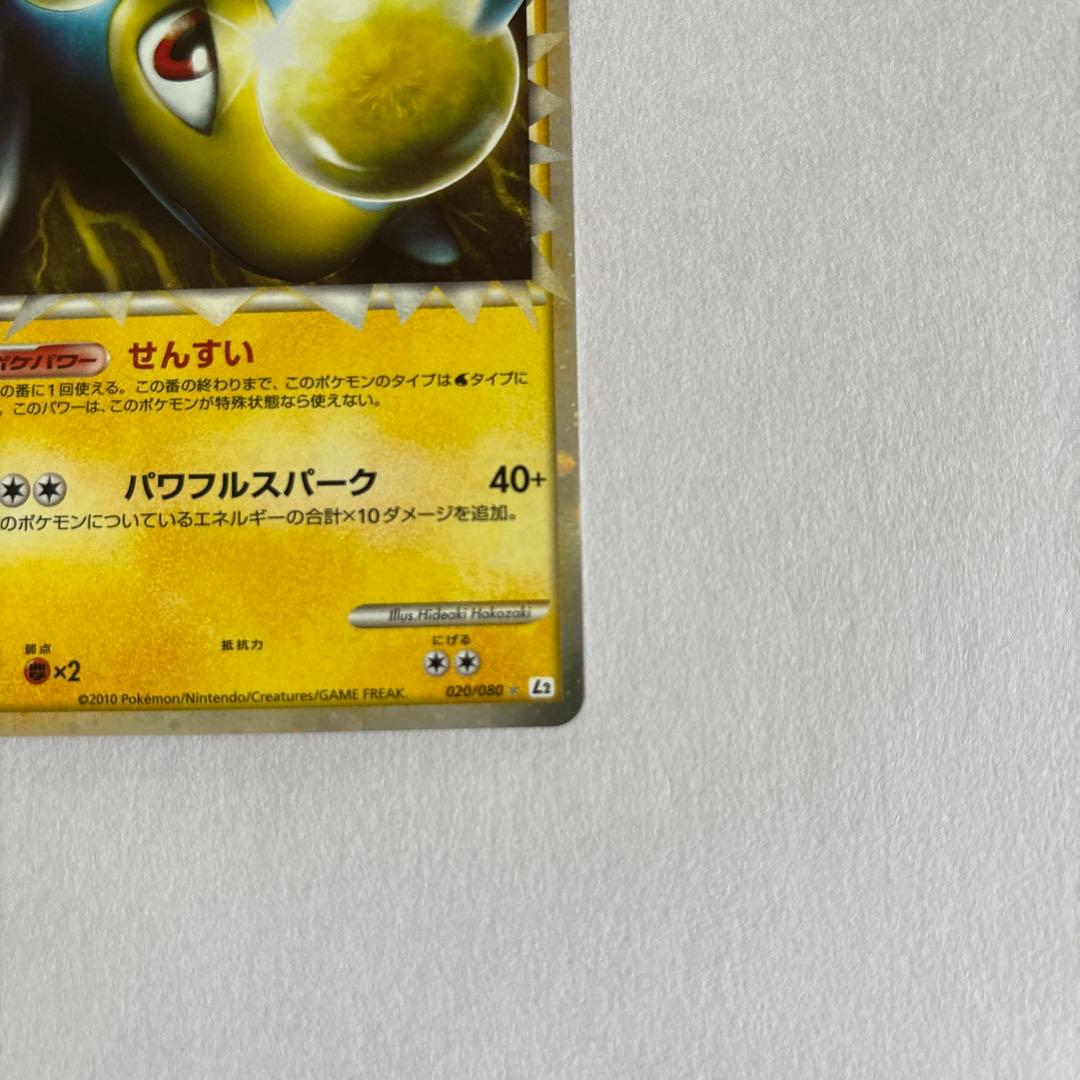 ポケパワー せんすい
の番に1回使える。この番の終わりまで、このポケモンのタイプはタイプに
。このパワーは、このポケモンが特殊状態なら使えない。
パワフルスパーク 40+
のポケモンについているエネルギーの合計×10ダメージを追加。
Illus. Hideaki Hakozaki
弱点 抵抗力 にげる
×2
©2010 Pokémon/Nintendo/Creatures/GAME FREAK. 020/080 ★ L2